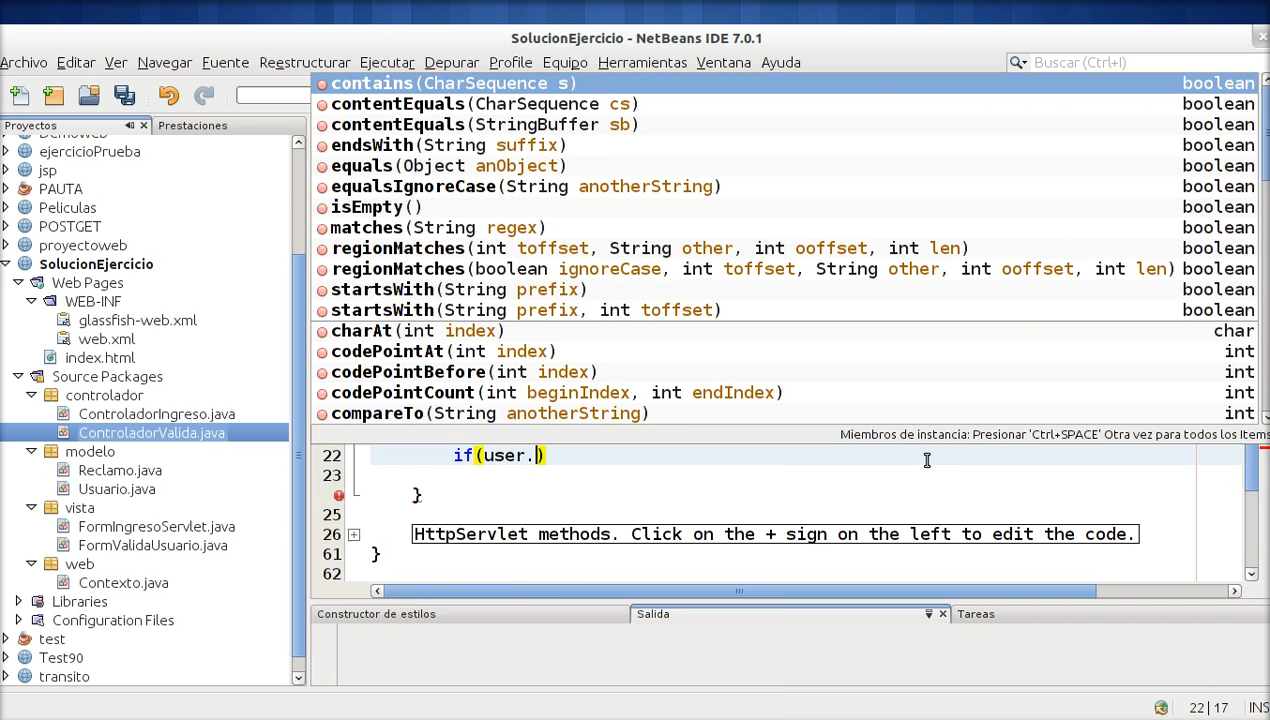 SolucionEjercicio - NetBeans IDE 7.0.1
Archivo Editar Ver Navegar Fuente Reestructurar Ejecutar Depurar Profile Equipo Herramientas Ventana Ayuda Buscar (Ctrl+I)
Proyectos Prestaciones
DemoWeb
ejercicioPrueba
jsp
PAUTA
Peliculas
POSTGET
proyectoweb
SolucionEjercicio
Web Pages
WEB-INF
glassfish-web.xml
web.xml
index.html
Source Packages
controlador
ControladorIngreso.java
ControladorValida.java
modelo
Reclamo.java
Usuario.java
vista
FormIngresoServlet.java
FormValidaUsuario.java
web
Contexto.java
Libraries
Configuration Files
test
Test90
transito
contains(CharSequence s) boolean
contentEquals(CharSequence cs) boolean
contentEquals(StringBuffer sb) boolean
endsWith(String suffix) boolean
equals(Object anObject) boolean
equalsIgnoreCase(String anotherString) boolean
isEmpty() boolean
matches(String regex) boolean
regionMatches(int toffset, String other, int ooffset, int len) boolean
regionMatches(boolean ignoreCase, int toffset, String other, int ooffset, int len) boolean
startsWith(String prefix) boolean
startsWith(String prefix, int toffset) boolean
charAt(int index) char
codePointAt(int index) int
codePointBefore(int index) int
codePointCount(int beginIndex, int endIndex) int
compareTo(String anotherString) int
Miembros de instancia: Presionar 'Ctrl+SPACE' Otra vez para todos los Items
22 if(user.)
23
}
25
26 HttpServlet methods. Click on the + sign on the left to edit the code.
61 }
62
Constructor de estilos Salida Tareas
22|17 INS